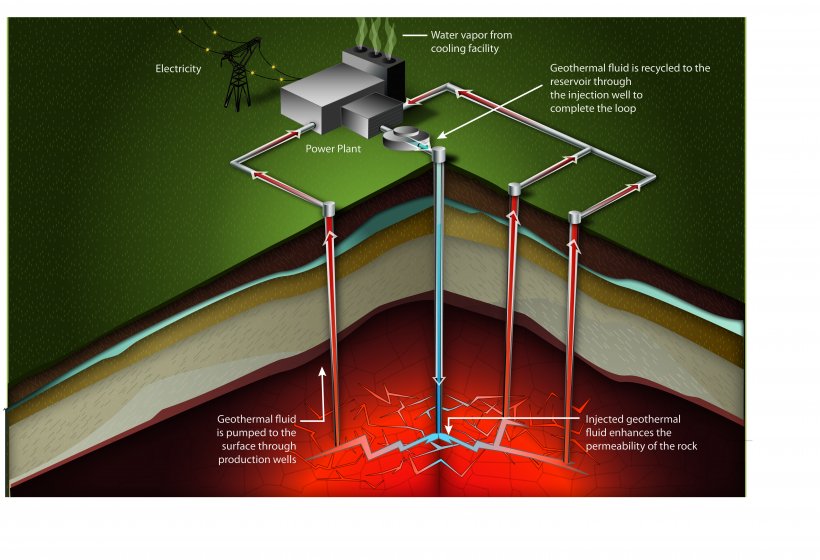 Water vapor from
cooling facility
Electricity
Geothermal fluid is recycled to the
reservoir through
the injection well to
complete the loop
Power Plant
Geothermal fluid
is pumped to the
surface through
production wells
Injected geothermal
fluid enhances the
permeability of the rock